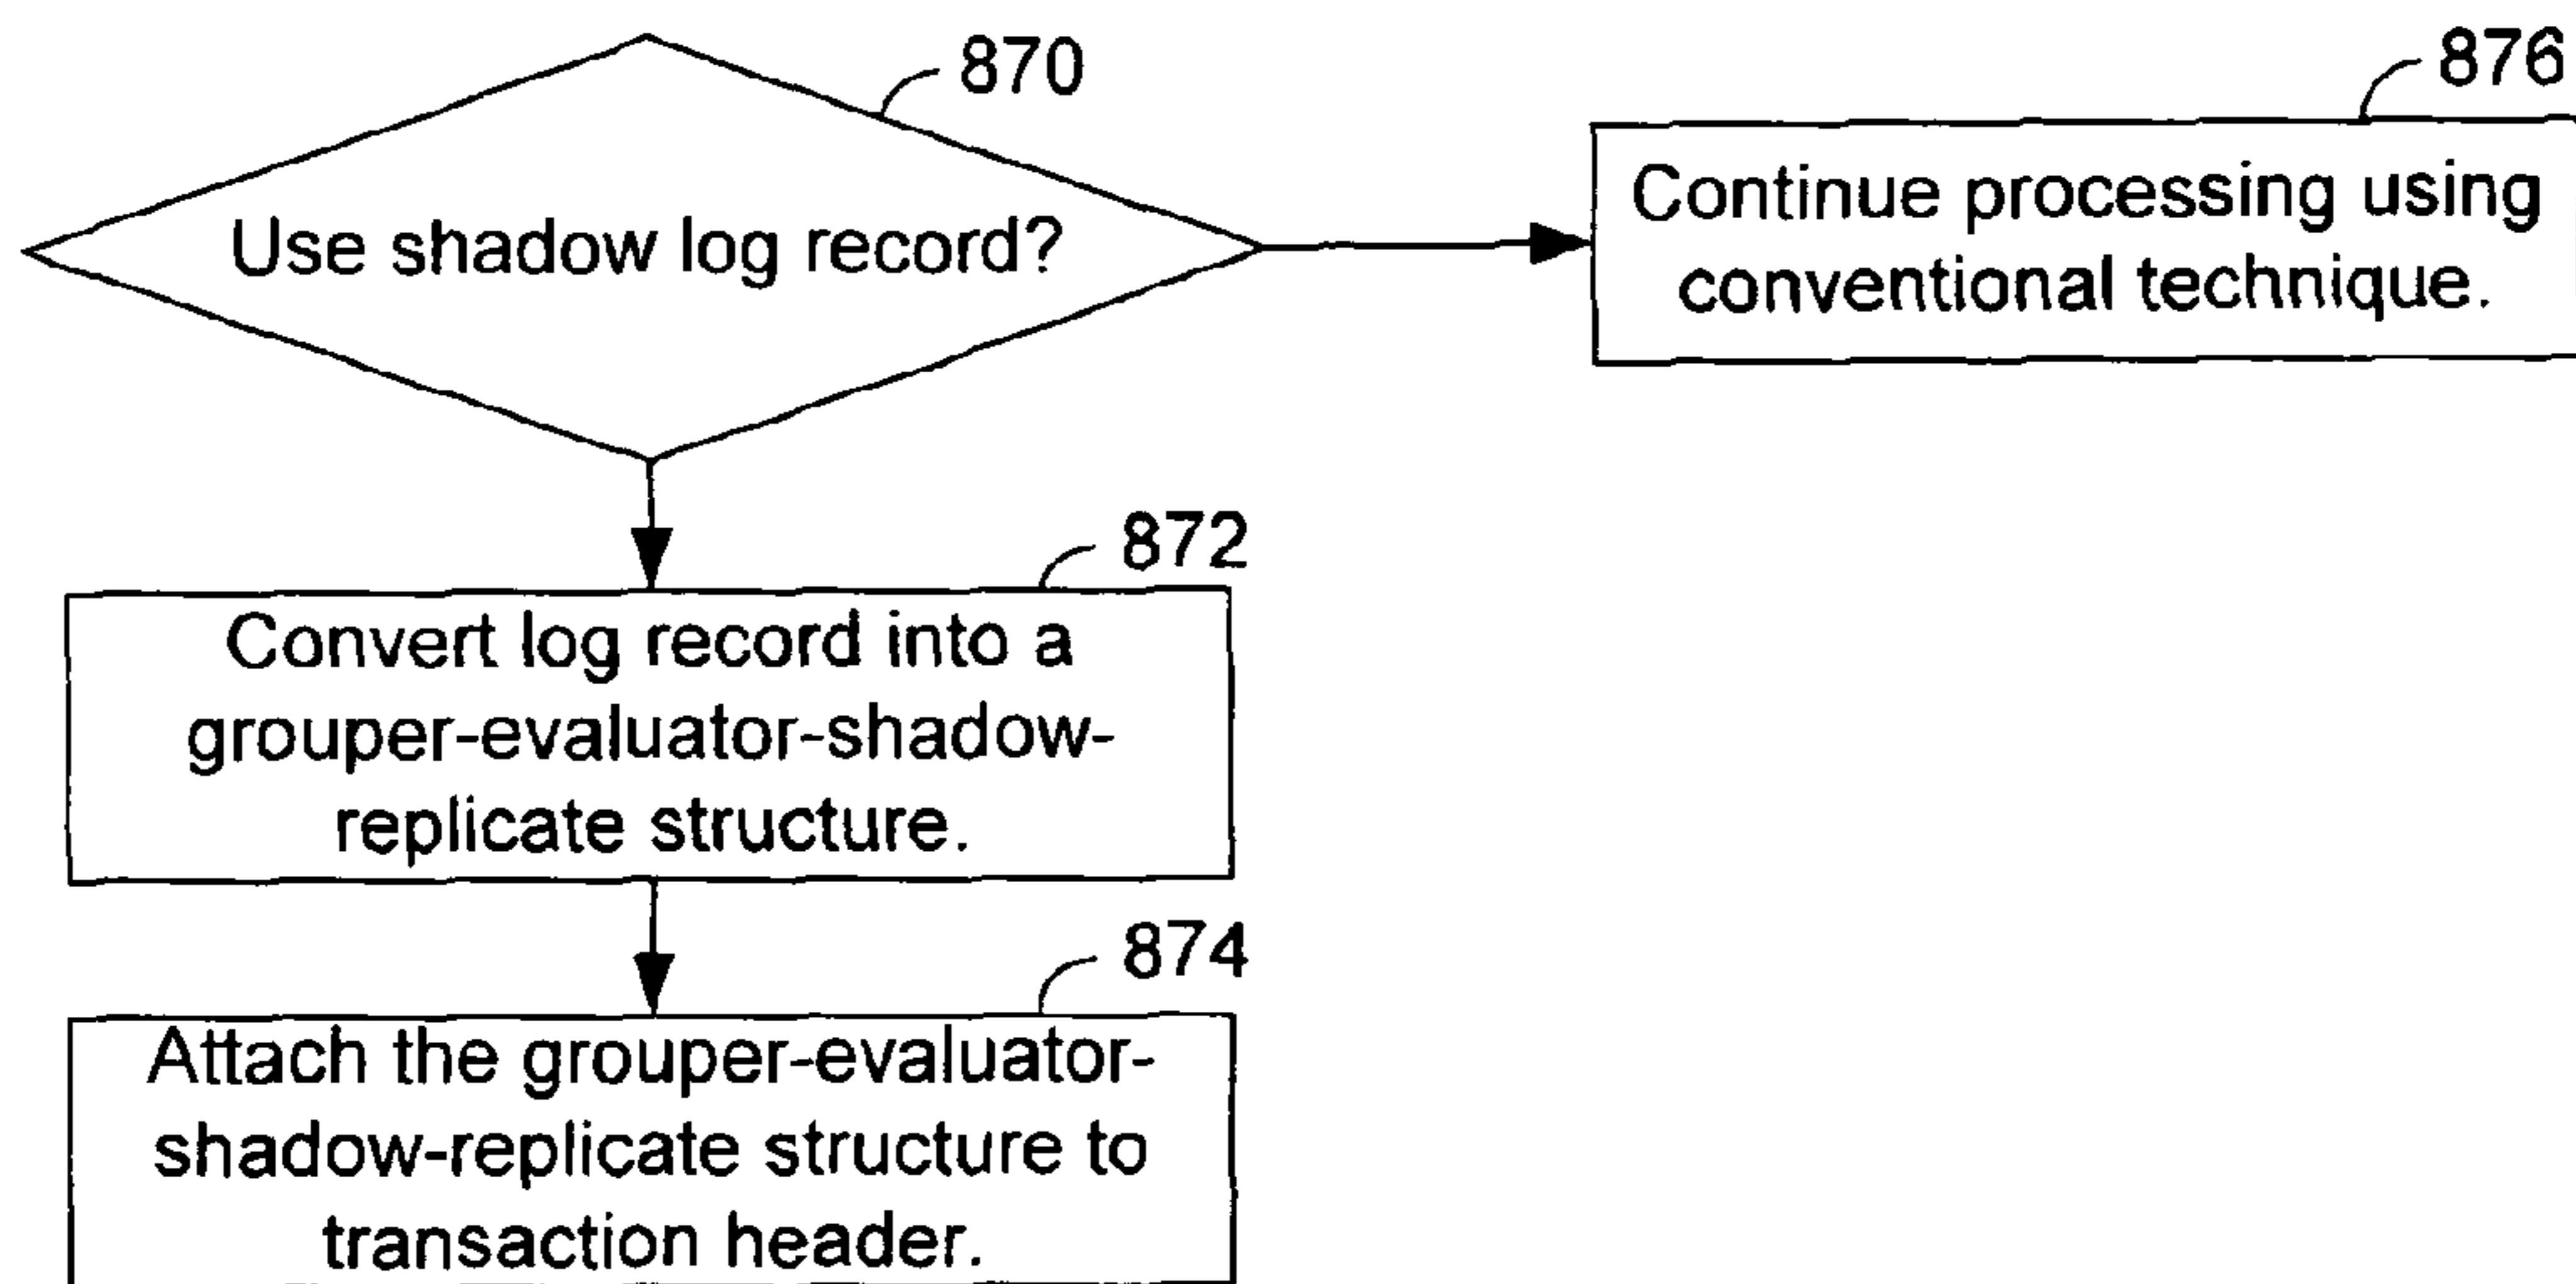 870
Use shadow log record?
876
Continue processing using
conventional technique.
872
Convert log record into a
grouper-evaluator-shadow-
replicate structure.
874
Attach the grouper-evaluator-
shadow-replicate structure to
transaction header.